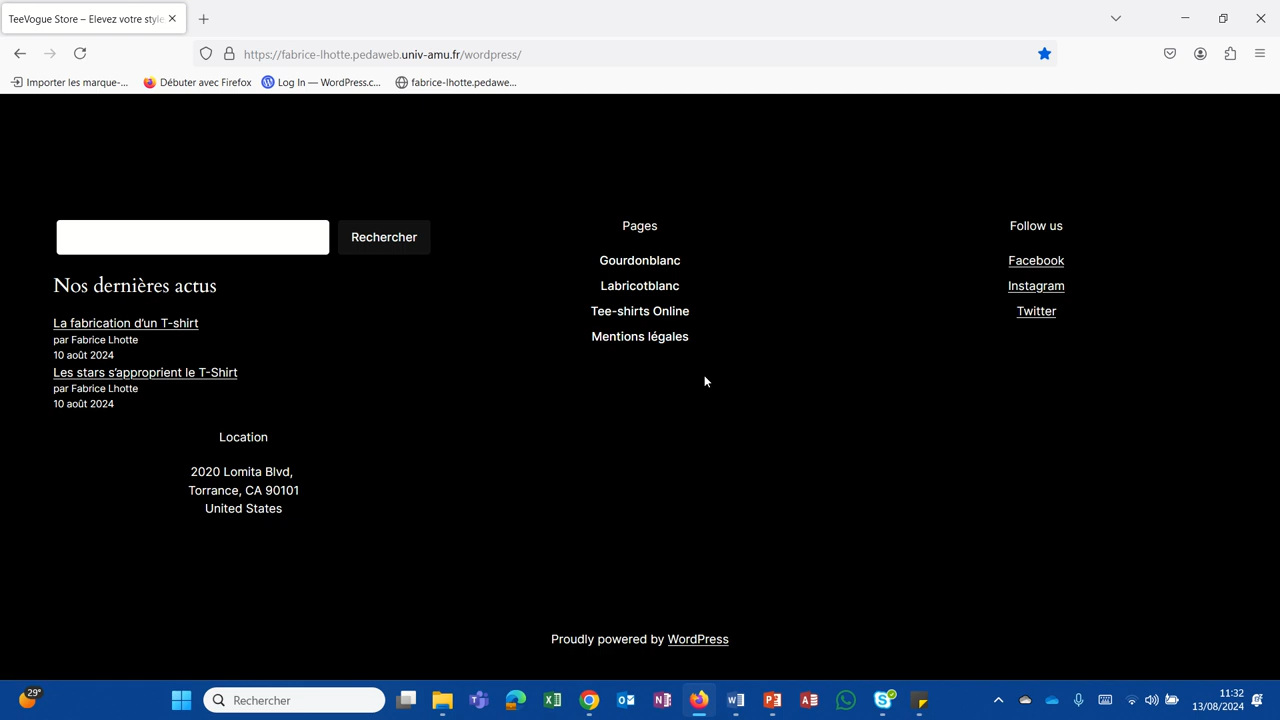 TeeVogue Store – Elevez votre style
https://fabrice-lhotte.pedaweb.univ-amu.fr/wordpress/
Importer les marque-...
Débuter avec Firefox
Log In — WordPress.c...
fabrice-lhotte.pedawe...
Rechercher
Nos dernières actus
La fabrication d'un T-shirt
par Fabrice Lhotte
10 août 2024
Les stars s'approprient le T-Shirt
par Fabrice Lhotte
10 août 2024
Location
2020 Lomita Blvd,
Torrance, CA 90101
United States
Pages
Gourdonblanc
Labricotblanc
Tee-shirts Online
Mentions légales
Follow us
Facebook
Instagram
Twitter
Proudly powered by WordPress
29°
Rechercher
11:32
13/08/2024